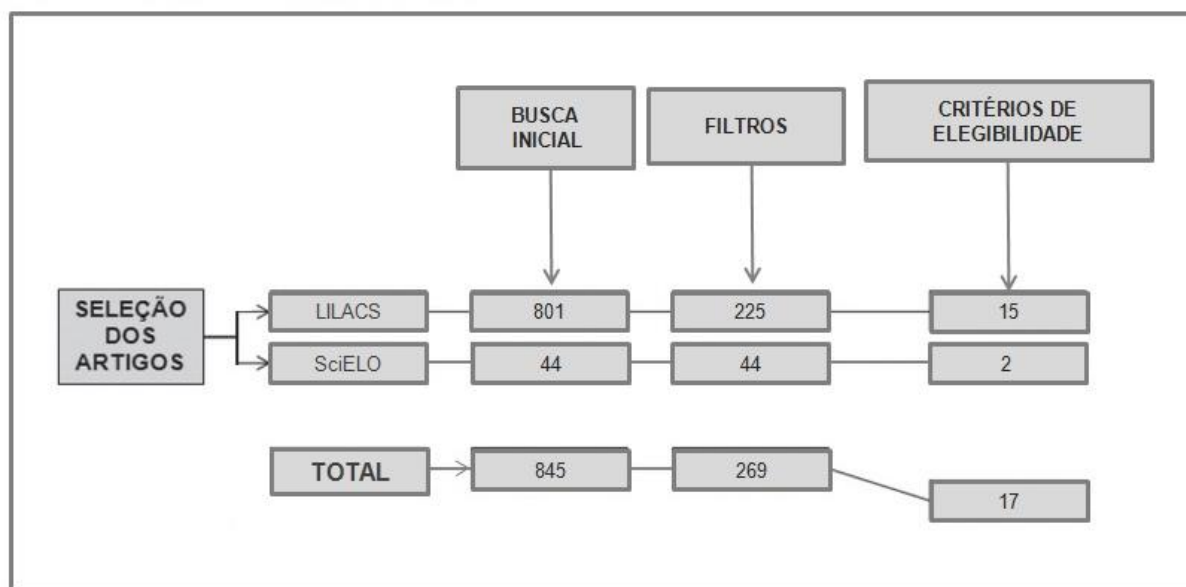 BUSCA
INICIAL
FILTROS
CRITÉRIOS DE
ELEGIBILIDADE
SELEÇÃO
DOS
ARTIGOS
LILACS
801
225
15
SciELO
44
44
2
TOTAL
845
269
17